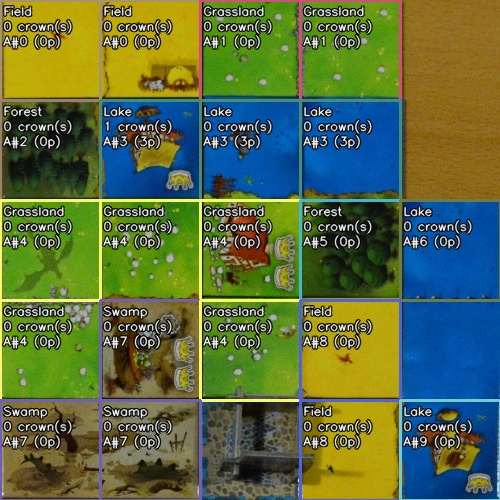 Field
0 crown(s)
A#0 (0p)
Field
0 crown(s)
A#0 (0p)
Grassland
0 crown(s)
A#1 (0p)
Grassland
0 crown(s)
A#1 (0p)
Forest
0 crown(s)
A#2 (0p)
Lake
1 crown(s)
A#3 (3p)
Lake
0 crown(s)
A#3 (3p)
Lake
0 crown(s)
A#3 (3p)
Grassland
0 crown(s)
A#4 (0p)
Grassland
0 crown(s)
A#4 (0p)
Grassland
0 crown(s)
A#4 (0p)
Forest
0 crown(s)
A#5 (0p)
Lake
0 crown(s)
A#6 (0p)
Grassland
0 crown(s)
A#4 (0p)
Swamp
0 crown(s)
A#7 (0p)
Grassland
0 crown(s)
A#4 (0p)
Field
0 crown(s)
A#8 (0p)
Swamp
0 crown(s)
A#7 (0p)
Swamp
0 crown(s)
A#7 (0p)
Field
0 crown(s)
A#8 (0p)
Lake
0 crown(s)
A#9 (0p)